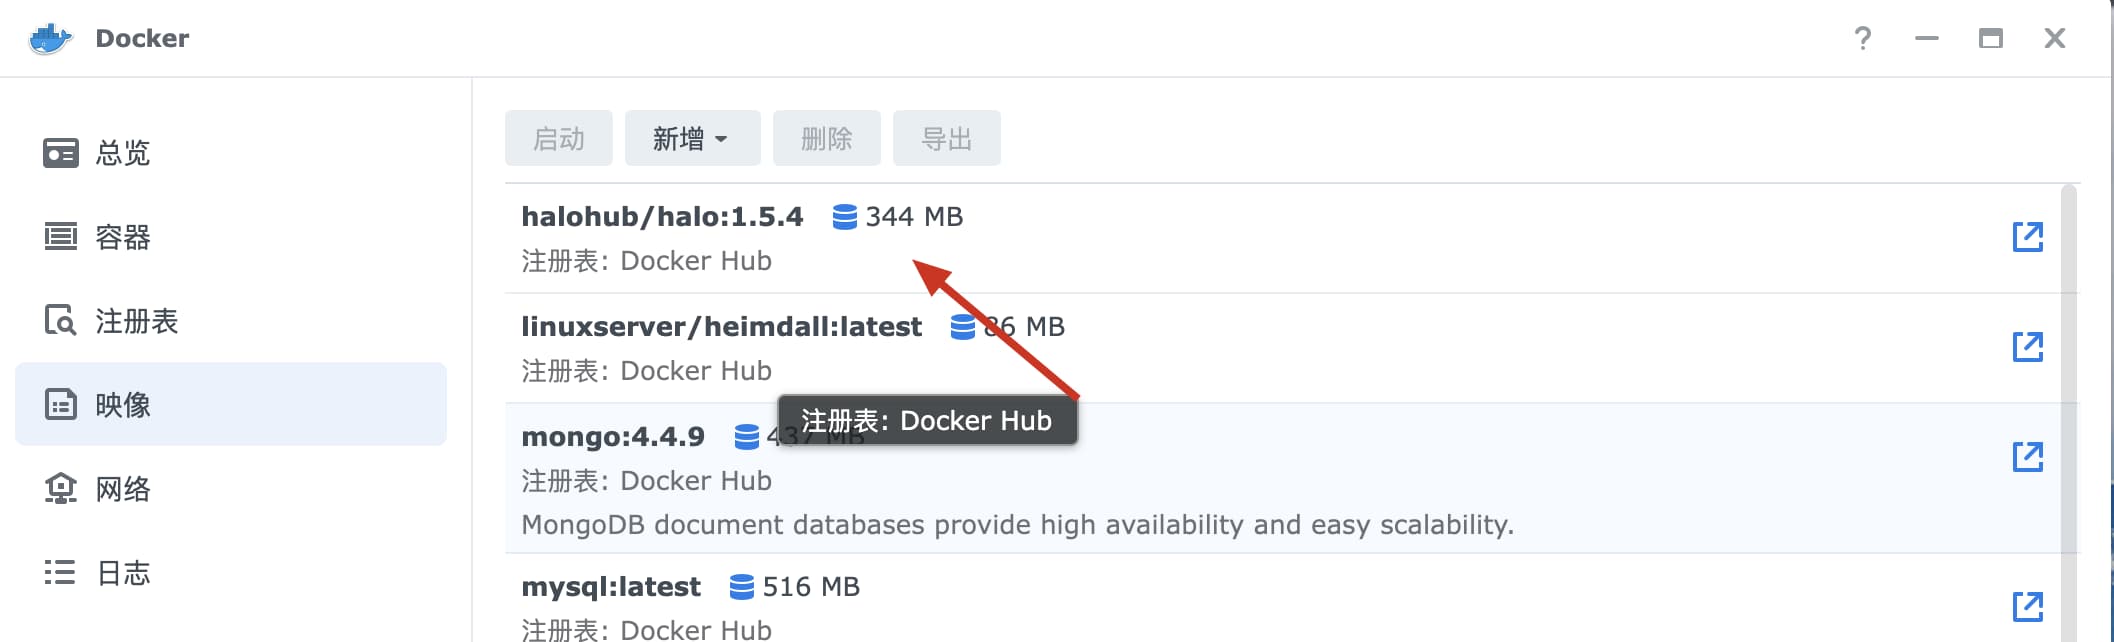 Docker
总览
容器
注册表
映像
网络
日志
启动 新增 删除 导出
halohub/halo:1.5.4 344 MB
注册表: Docker Hub
linuxserver/heimdall:latest 86 MB
注册表: Docker Hub
注册表: Docker Hub
mongo:4.4.9 437 MB
注册表: Docker Hub
MongoDB document databases provide high availability and easy scalability.
mysql:latest 516 MB
注册表: Docker Hub